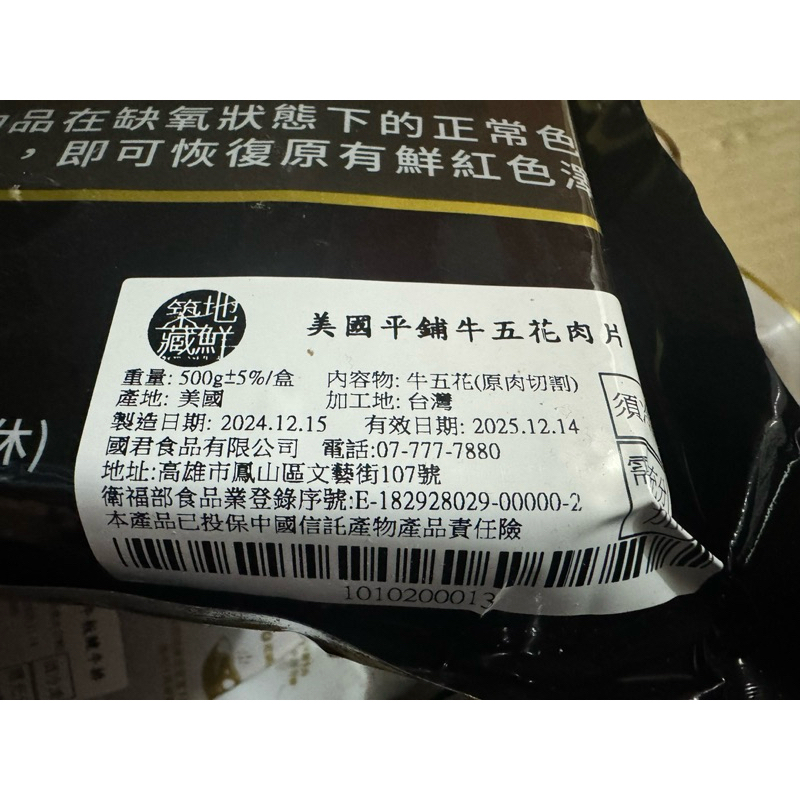 品在缺氧狀態下的正常色
，即可恢復原有鮮紅色澤
休)
築地
藏鮮
美國平鋪牛五花肉片
重量: 500g±5%/盒 內容物: 牛五花(原肉切割)
產地: 美國 加工地: 台灣
製造日期: 2024.12.15 有效日期: 2025.12.14
國君食品有限公司 電話:07-777-7880
地址:高雄市鳳山區文藝街107號
衛福部食品業登錄序號:E-182928029-00000-2
本產品已投保中國信託產物產品責任險
須
需
1010200013